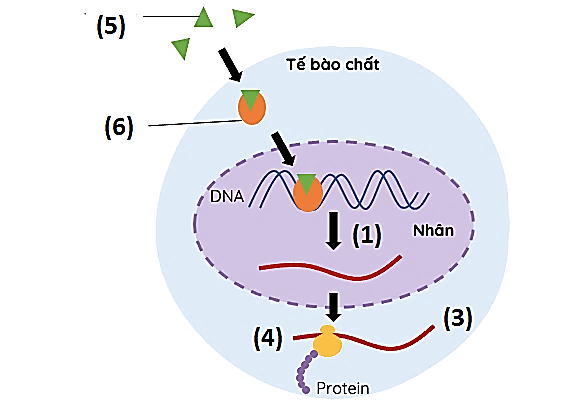 (5)
Tế bào chất
(6)
DNA
(1)
Nhân
(3)
(4)
Protein